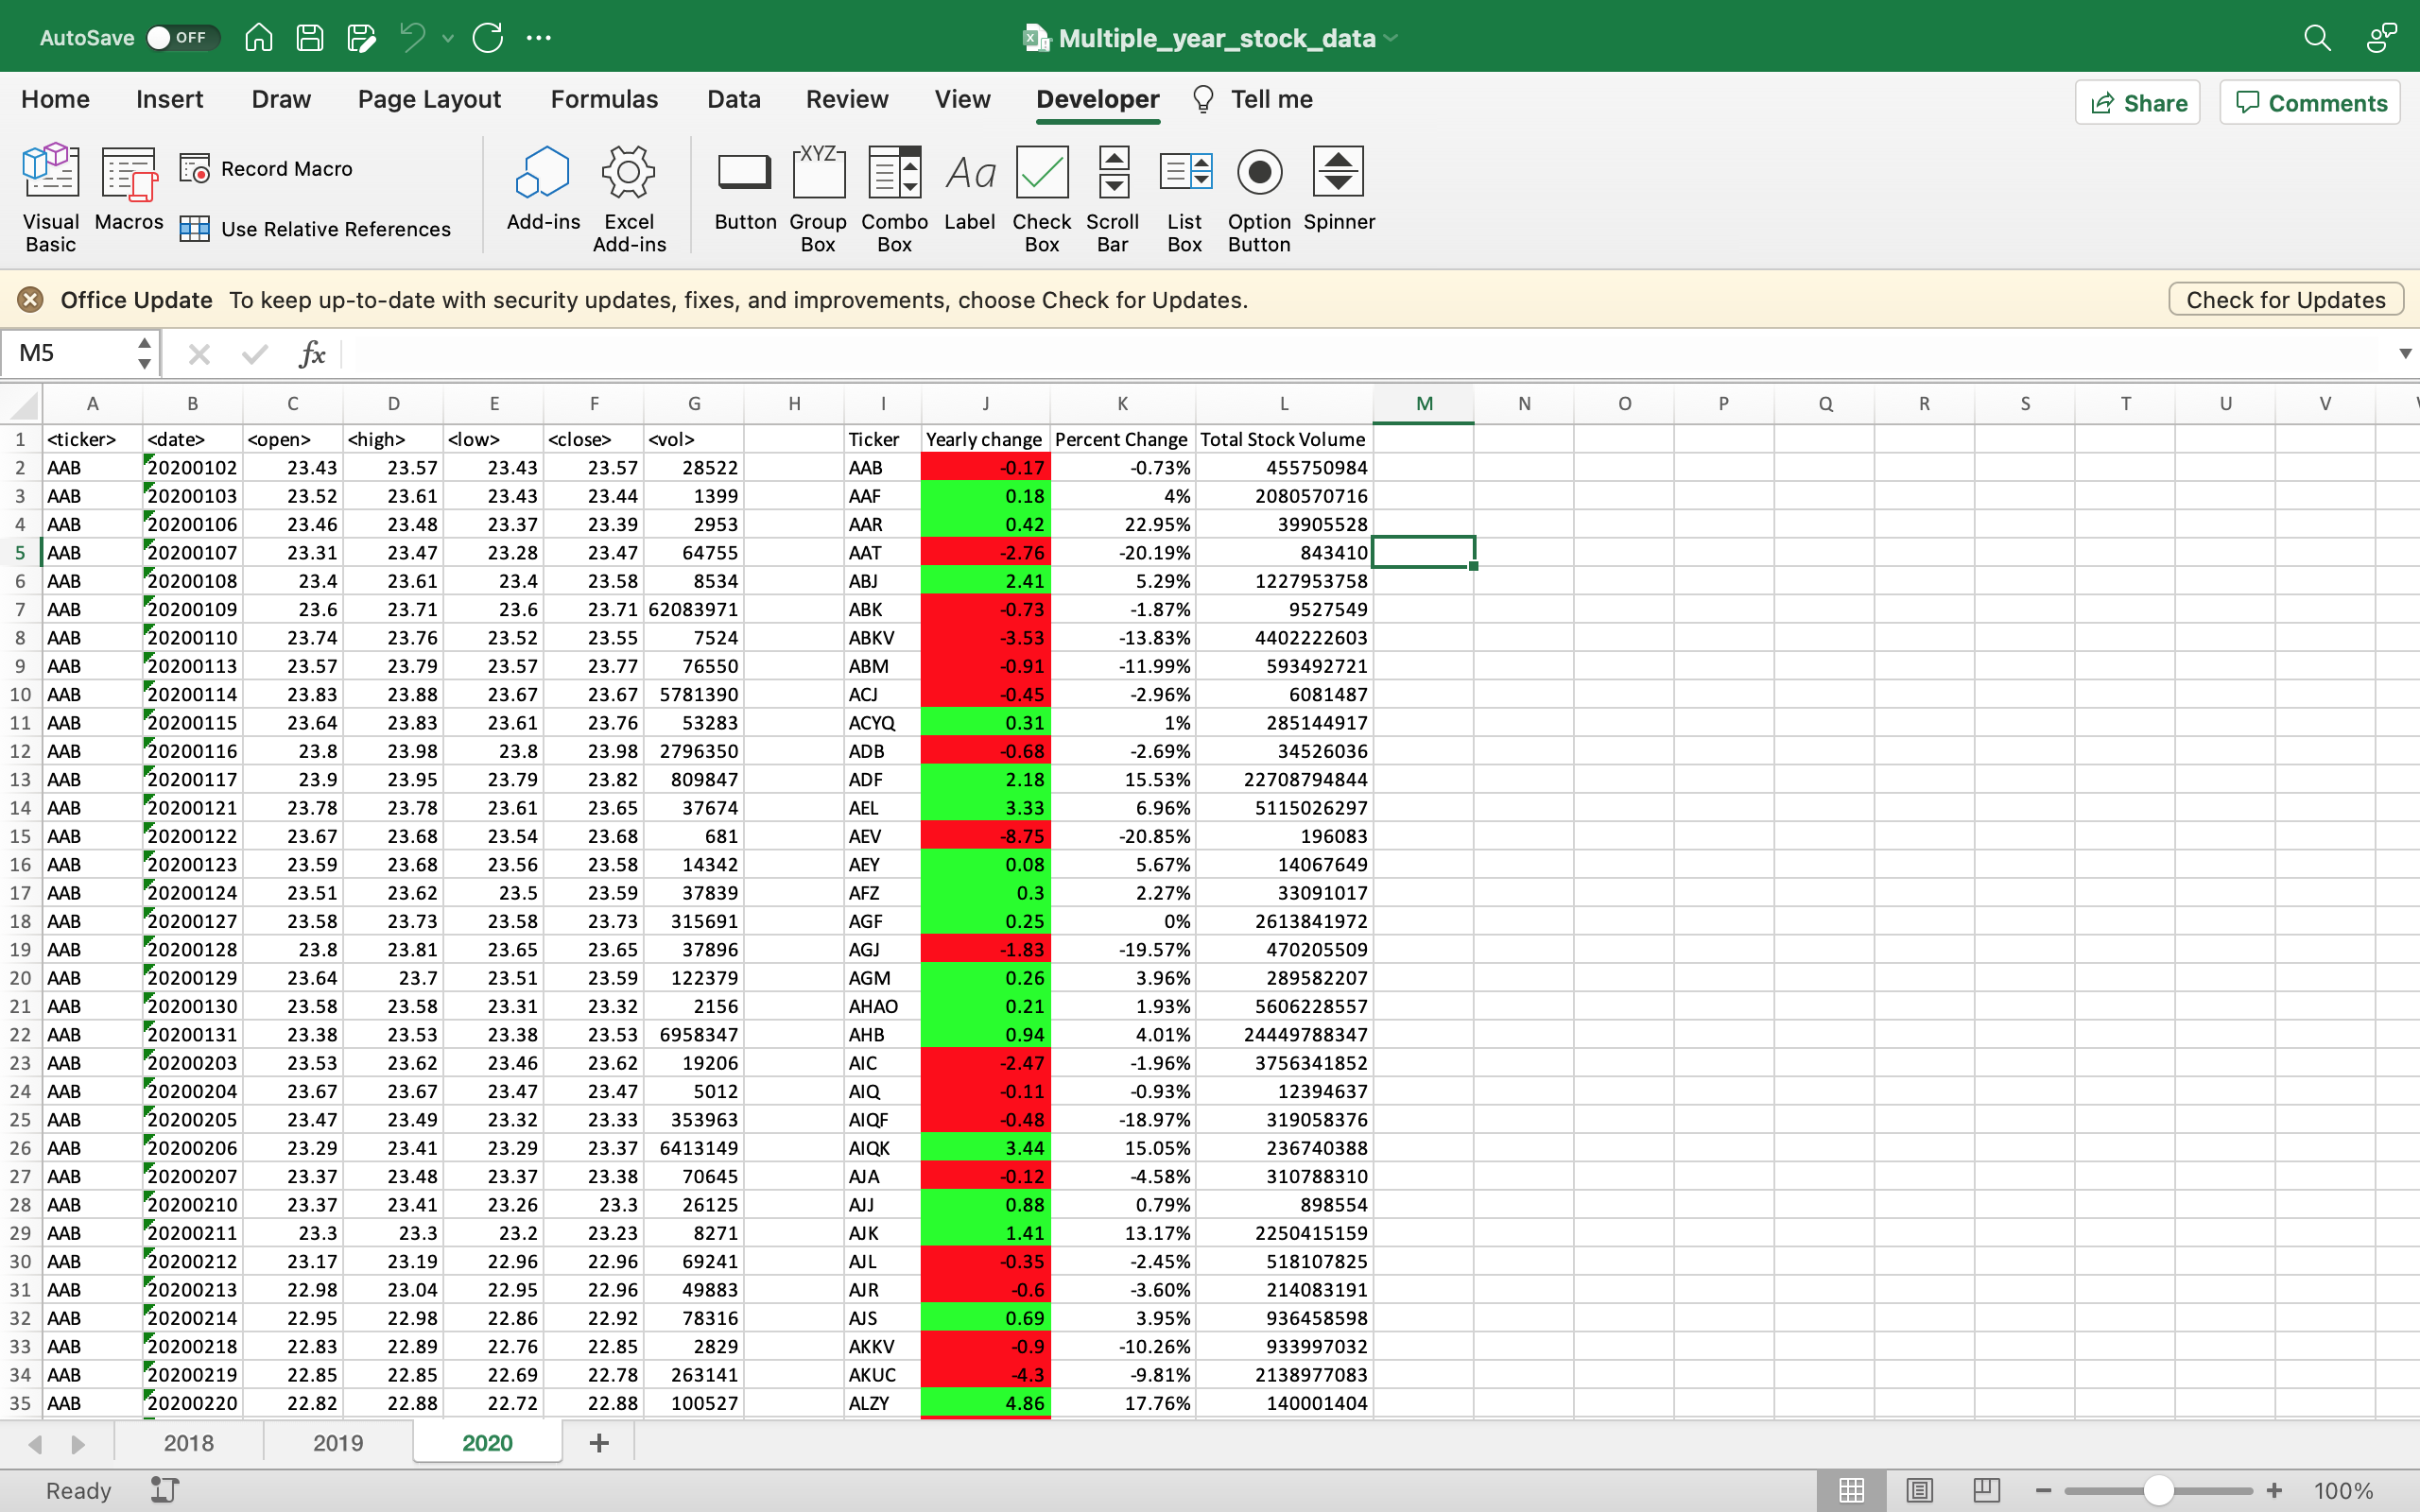 AutoSave OFF Multiple_year_stock_data
Home Insert Draw Page Layout Formulas Data Review View Developer Tell me Share Comments
Visual Basic Macros Record Macro Use Relative References Add-ins Excel Add-ins Button XYZ Group Box Combo Box Aa Label Check Box Scroll Bar List Box Option Button Spinner
Office Update To keep up-to-date with security updates, fixes, and improvements, choose Check for Updates. Check for Updates
M5 fx
A B C D E F G H I J K L M N O P Q R S T U V
1 <ticker> <date> <open> <high> <low> <close> <vol> Ticker Yearly change Percent Change Total Stock Volume
2 AAB 20200102 23.43 23.57 23.43 23.57 28522 AAB -0.17 -0.73% 455750984
3 AAB 20200103 23.52 23.61 23.43 23.44 1399 AAF 0.18 4% 2080570716
4 AAB 20200106 23.46 23.48 23.37 23.39 2953 AAR 0.42 22.95% 39905528
5 AAB 20200107 23.31 23.47 23.28 23.47 64755 AAT -2.76 -20.19% 843410
6 AAB 20200108 23.4 23.61 23.4 23.58 8534 ABJ 2.41 5.29% 1227953758
7 AAB 20200109 23.6 23.71 23.6 23.71 62083971 ABK -0.73 -1.87% 9527549
8 AAB 20200110 23.74 23.76 23.52 23.55 7524 ABKV -3.53 -13.83% 4402222603
9 AAB 20200113 23.57 23.79 23.57 23.77 76550 ABM -0.91 -11.99% 593492721
10 AAB 20200114 23.83 23.88 23.67 23.67 5781390 ACJ -0.45 -2.96% 6081487
11 AAB 20200115 23.64 23.83 23.61 23.76 53283 ACYQ 0.31 1% 285144917
12 AAB 20200116 23.8 23.98 23.8 23.98 2796350 ADB -0.68 -2.69% 34526036
13 AAB 20200117 23.9 23.95 23.79 23.82 809847 ADF 2.18 15.53% 22708794844
14 AAB 20200121 23.78 23.78 23.61 23.65 37674 AEL 3.33 6.96% 5115026297
15 AAB 20200122 23.67 23.68 23.54 23.68 681 AEV -8.75 -20.85% 196083
16 AAB 20200123 23.59 23.68 23.56 23.58 14342 AEY 0.08 5.67% 14067649
17 AAB 20200124 23.51 23.62 23.5 23.59 37839 AFZ 0.3 2.27% 33091017
18 AAB 20200127 23.58 23.73 23.58 23.73 315691 AGF 0.25 0% 2613841972
19 AAB 20200128 23.8 23.81 23.65 23.65 37896 AGJ -1.83 -19.57% 470205509
20 AAB 20200129 23.64 23.7 23.51 23.59 122379 AGM 0.26 3.96% 289582207
21 AAB 20200130 23.58 23.58 23.31 23.32 2156 AHAO 0.21 1.93% 5606228557
22 AAB 20200131 23.38 23.53 23.38 23.53 6958347 AHB 0.94 4.01% 24449788347
23 AAB 20200203 23.53 23.62 23.46 23.62 19206 AIC -2.47 -1.96% 3756341852
24 AAB 20200204 23.67 23.67 23.47 23.47 5012 AIQ -0.11 -0.93% 12394637
25 AAB 20200205 23.47 23.49 23.32 23.33 353963 AIQF -0.48 -18.97% 319058376
26 AAB 20200206 23.29 23.41 23.29 23.37 6413149 AIQK 3.44 15.05% 236740388
27 AAB 20200207 23.37 23.48 23.37 23.38 70645 AJA -0.12 -4.58% 310788310
28 AAB 20200210 23.37 23.41 23.26 23.3 26125 AJJ 0.88 0.79% 898554
29 AAB 20200211 23.3 23.3 23.2 23.23 8271 AJK 1.41 13.17% 2250415159
30 AAB 20200212 23.17 23.19 22.96 22.96 69241 AJL -0.35 -2.45% 518107825
31 AAB 20200213 22.98 23.04 22.95 22.96 49883 AJR -0.6 -3.60% 214083191
32 AAB 20200214 22.95 22.98 22.86 22.92 78316 AJS 0.69 3.95% 936458598
33 AAB 20200218 22.83 22.89 22.76 22.85 2829 AKKV -0.9 -10.26% 933997032
34 AAB 20200219 22.85 22.85 22.69 22.78 263141 AKUC -4.3 -9.81% 2138977083
35 AAB 20200220 22.82 22.88 22.72 22.88 100527 ALZY 4.86 17.76% 140001404
2018 2019 2020
Ready 100%